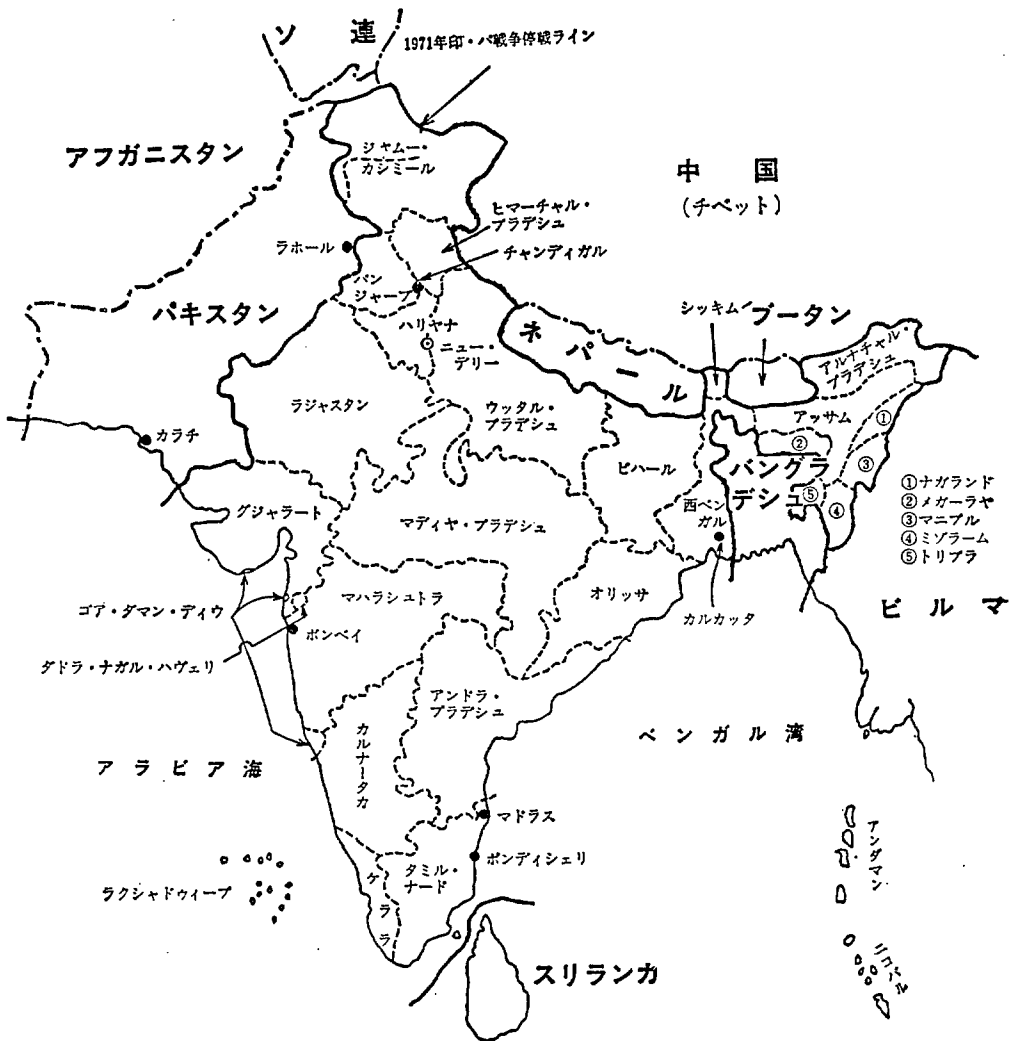 ソ連
1971年印・パ戦争停戦ライン
アフガニスタン
ジャムー・
カシミール
中国
(チベット)
ヒマーチャル・
プラデシュ
ラホール
チャンディガル
パン
ジャーブ
パキスタン
ハリヤナ
ニュー・
デリー
ネパール
シッキム
ブータン
アルナチャル・
プラデシュ
ラジャスタン
ウッタル・
プラデシュ
アッサム
①
②
③
④
⑤
カラチ
ビハール
バングラ
デシュ
①ナガランド
②メガーラヤ
③マニプル
④ミゾラーム
⑤トリプラ
グジャラート
マディヤ・プラデシュ
西ベン
ガル
ゴア・ダマン・ディウ
マハラシュトラ
オリッサ
カルカッタ
ビルマ
ボンベイ
ダドラ・ナガル・ハヴェリ
アンドラ・
プラデシュ
カルナータカ
ベンガル湾
アラビア海
マドラス
ポンディシェリ
アンダマン
タミル・
ナード
ケララ
ラクシャドウィープ
ニコバル
スリランカ